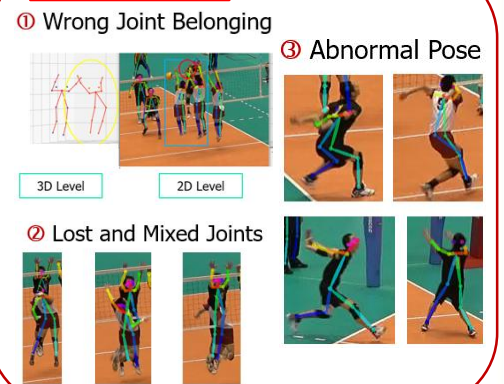 ① Wrong Joint Belonging
3D Level
2D Level
② Lost and Mixed Joints
③ Abnormal Pose